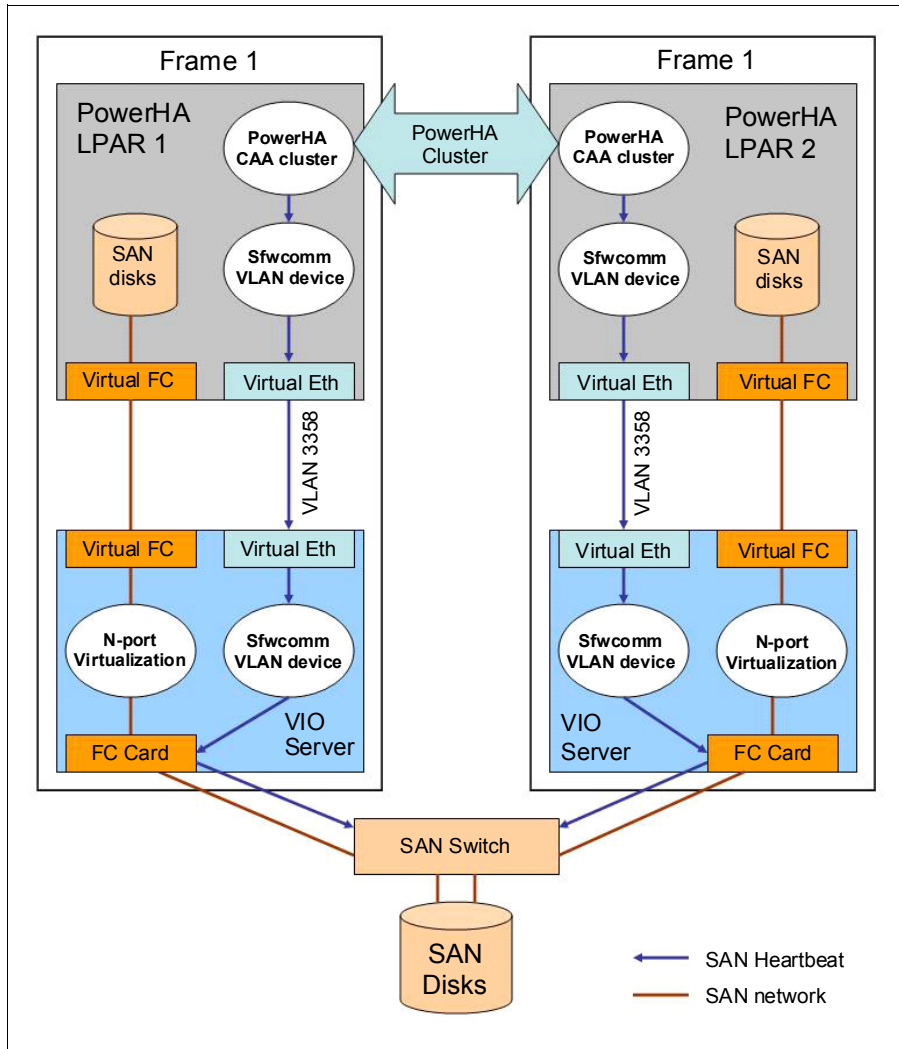 Frame 1
PowerHA
LPAR 1
PowerHA
CAA cluster
Sfwcomm
VLAN device
SAN
disks
Virtual FC
Virtual Eth
VLAN 3358
Virtual FC
Virtual Eth
N-port
Virtualization
Sfwcomm
VLAN device
VIO
Server
FC Card
PowerHA
Cluster
Frame 1
PowerHA
CAA cluster
PowerHA
LPAR 2
Sfwcomm
VLAN device
SAN
disks
Virtual Eth
Virtual FC
VLAN 3358
Virtual Eth
Virtual FC
Sfwcomm
VLAN device
N-port
Virtualization
VIO
Server
FC Card
SAN Switch
SAN
Disks
SAN Heartbeat
SAN network